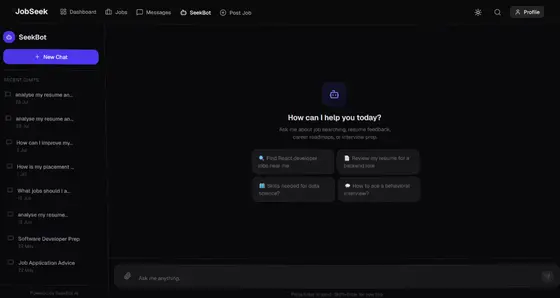 JobSeek
Dashboard
Jobs
Messages
SeekBot
Post Job
Profile
SeekBot
+ New Chat
RECENT CHATS
analyse my resume an...
analyse my resume an...
How can I improve my...
How is my placement ...
What jobs should I a...
analyse my resume...
Software Developer Prep
Job Application Advice
How can I help you today?
Ask me about job searching, resume feedback,
career readiness, or interview prep.
Find React developer
jobs near me
Review my resume for a
backend role
Skills needed for data
science?
How to ace a behavioral
interview?
Ask me anything...